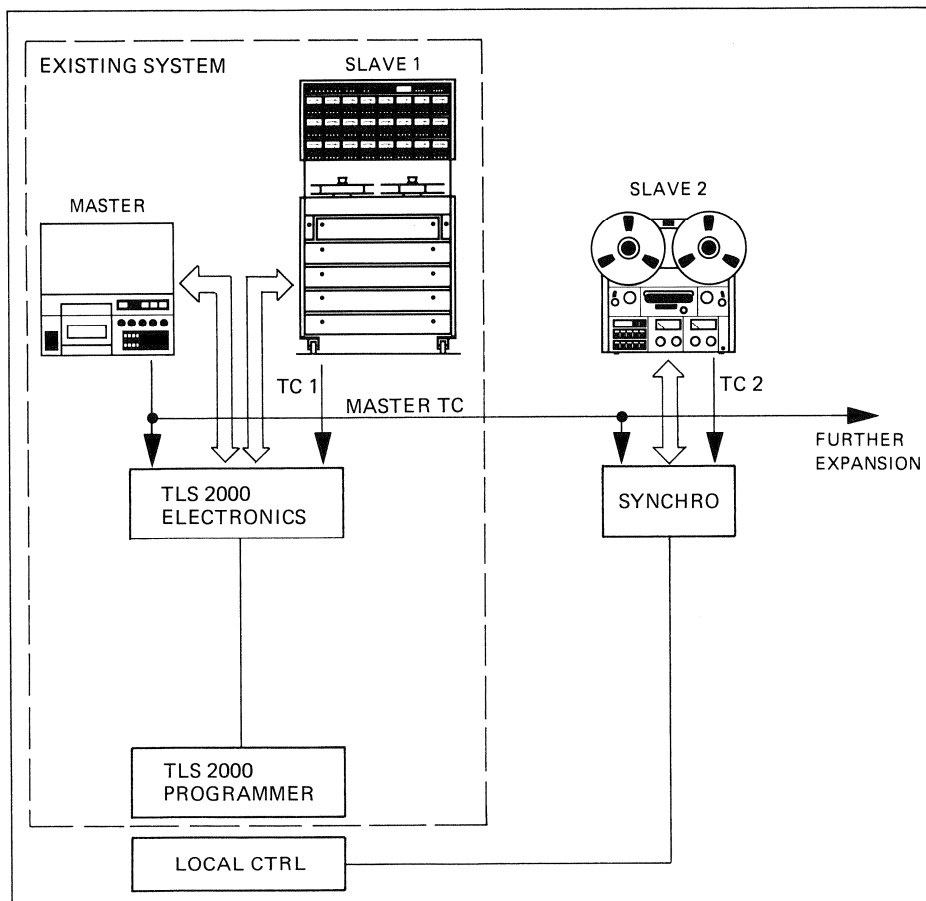 EXISTING SYSTEM
SLAVE 1
MASTER
SLAVE 2
TC 1
MASTER TC
TC 2
FURTHER
EXPANSION
TLS 2000
ELECTRONICS
SYNCHRO
TLS 2000
PROGRAMMER
LOCAL CTRL